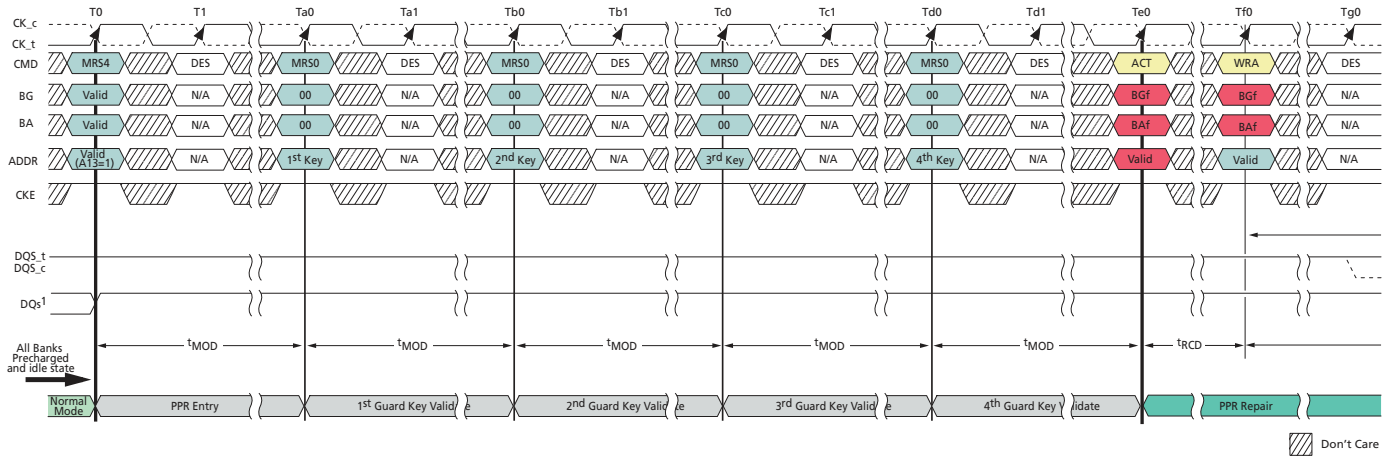 T0 T1 Ta0 Ta1 Tb0 Tb1 Tc0 Tc1 Td0 Td1 Te0 Tf0 Tg0
CK_c
CK_t
CMD MRS4 DES MRS0 DES MRS0 DES MRS0 DES MRS0 DES ACT WRA DES
BG Valid N/A 00 N/A 00 N/A 00 N/A 00 N/A BGf BGf N/A
BA Valid N/A 00 N/A 00 N/A 00 N/A 00 N/A BAf BAf N/A
ADDR Valid (A13=1) N/A 1st Key N/A 2nd Key N/A 3rd Key N/A 4th Key N/A Valid Valid N/A
CKE
DQS_t
DQS_c
DQs1
tMOD tMOD tMOD tMOD tMOD tRCD
All Banks
Precharged
and idle state
Normal Mode PPR Entry 1st Guard Key Validate 2nd Guard Key Validate 3rd Guard Key Validate 4th Guard Key Validate PPR Repair
Don't Care